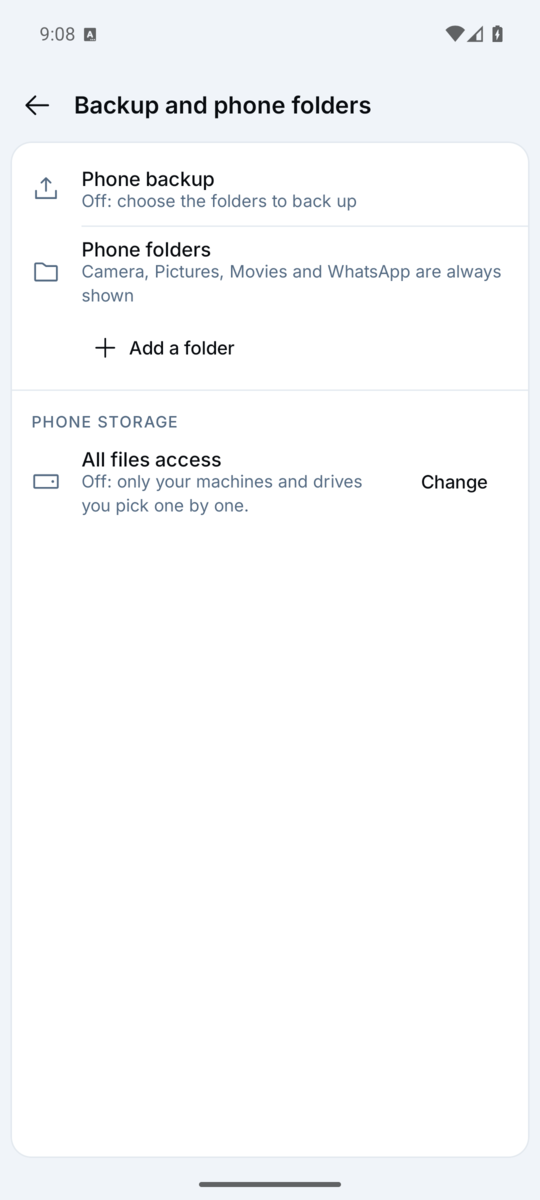 9:08
Backup and phone folders
Phone backup
Off: choose the folders to back up
Phone folders
Camera, Pictures, Movies and WhatsApp are always
shown
Add a folder
PHONE STORAGE
All files access
Off: only your machines and drives
you pick one by one.
Change